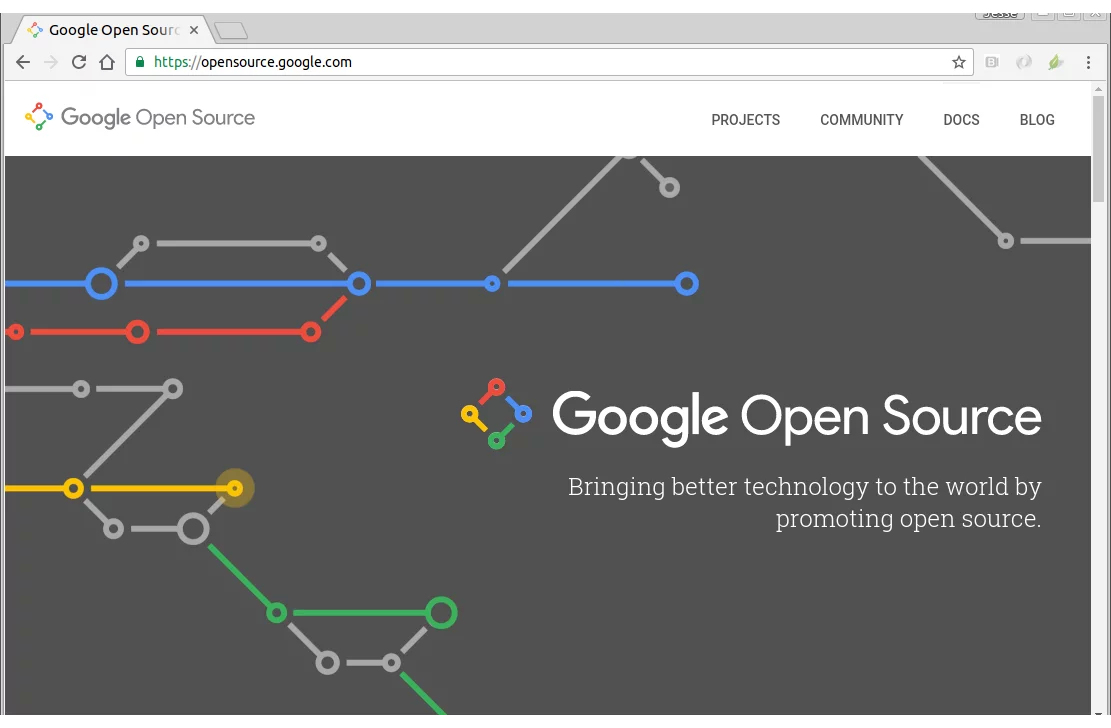 Jesse
Google Open Sourc
https://opensource.google.com
Google Open Source
PROJECTS COMMUNITY DOCS BLOG
Google Open Source
Bringing better technology to the world by
promoting open source.